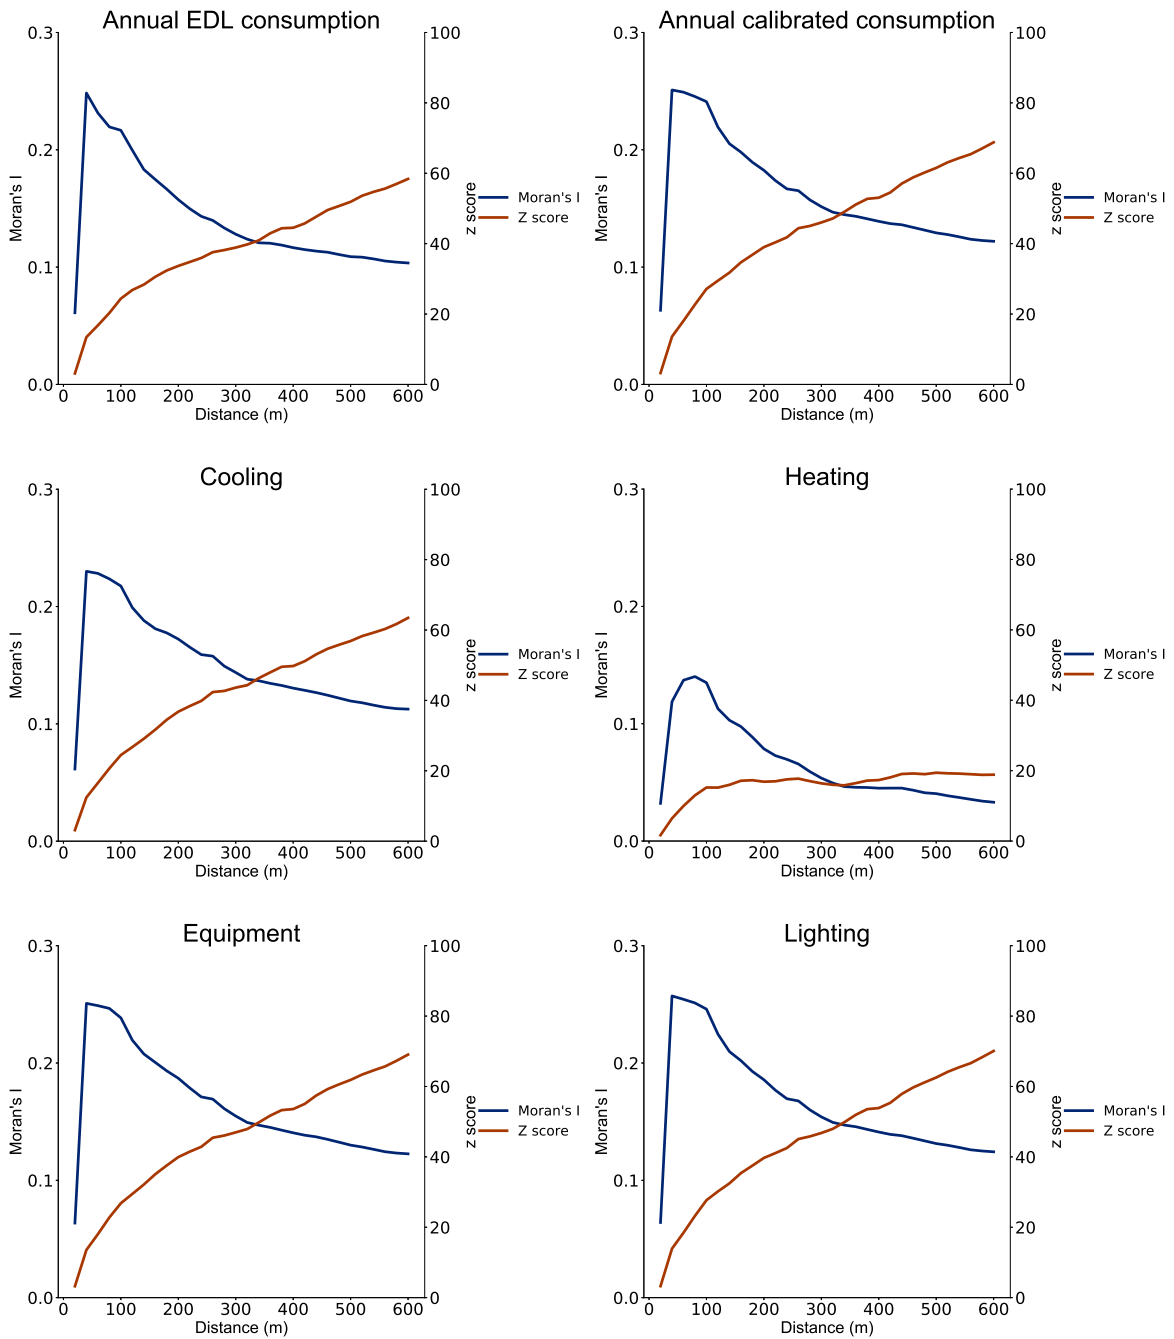 Annual EDL consumption
0.3
0.2
0.1
0.0
Moran's I
100
80
60
40
20
0
z score
Moran's I
Z score
0 100 200 300 400 500 600
Distance (m)
Annual calibrated consumption
0.3
0.2
0.1
0.0
Moran's I
100
80
60
40
20
0
z score
Moran's I
Z score
0 100 200 300 400 500 600
Distance (m)
Cooling
0.3
0.2
0.1
0.0
Moran's I
100
80
60
40
20
0
z score
Moran's I
Z score
0 100 200 300 400 500 600
Distance (m)
Heating
0.3
0.2
0.1
0.0
Moran's I
100
80
60
40
20
0
z score
Moran's I
Z score
0 100 200 300 400 500 600
Distance (m)
Equipment
0.3
0.2
0.1
0.0
Moran's I
100
80
60
40
20
0
z score
Moran's I
Z score
0 100 200 300 400 500 600
Distance (m)
Lighting
0.3
0.2
0.1
0.0
Moran's I
100
80
60
40
20
0
z score
Moran's I
Z score
0 100 200 300 400 500 600
Distance (m)